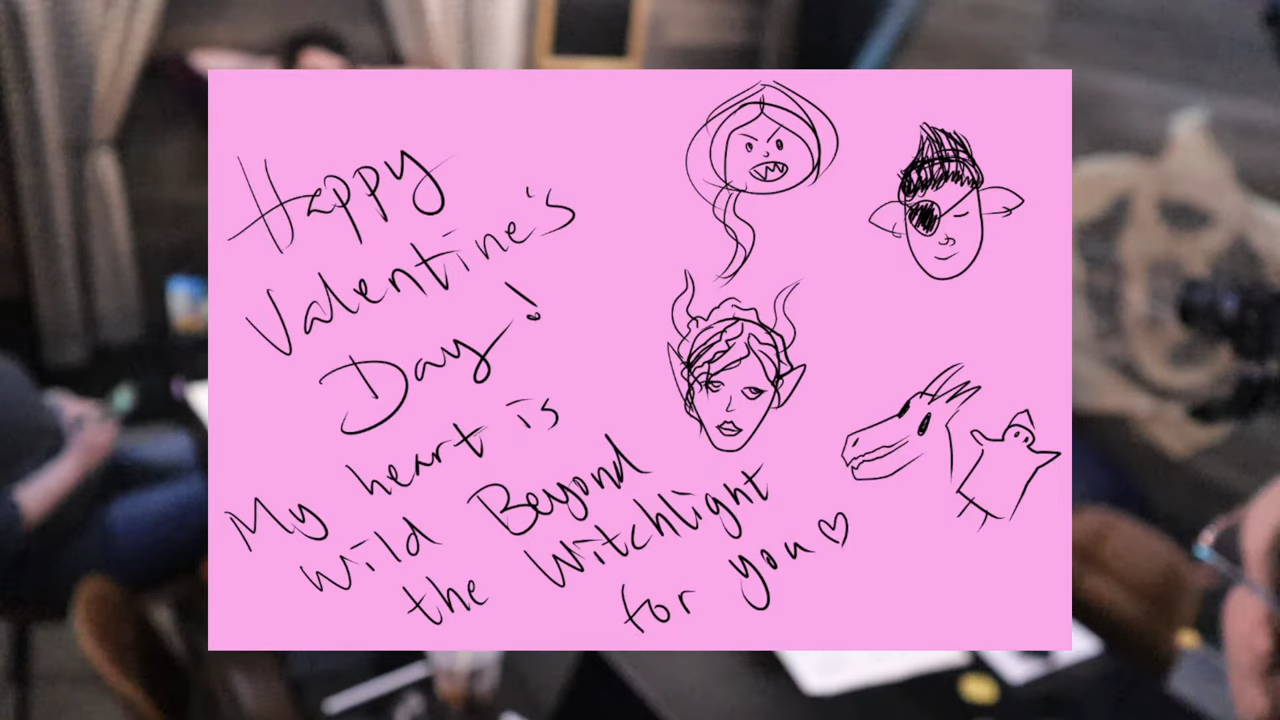 Happy
Valentine's
Day!
My heart is
Wild Beyond
the Witchlight
for you ♡